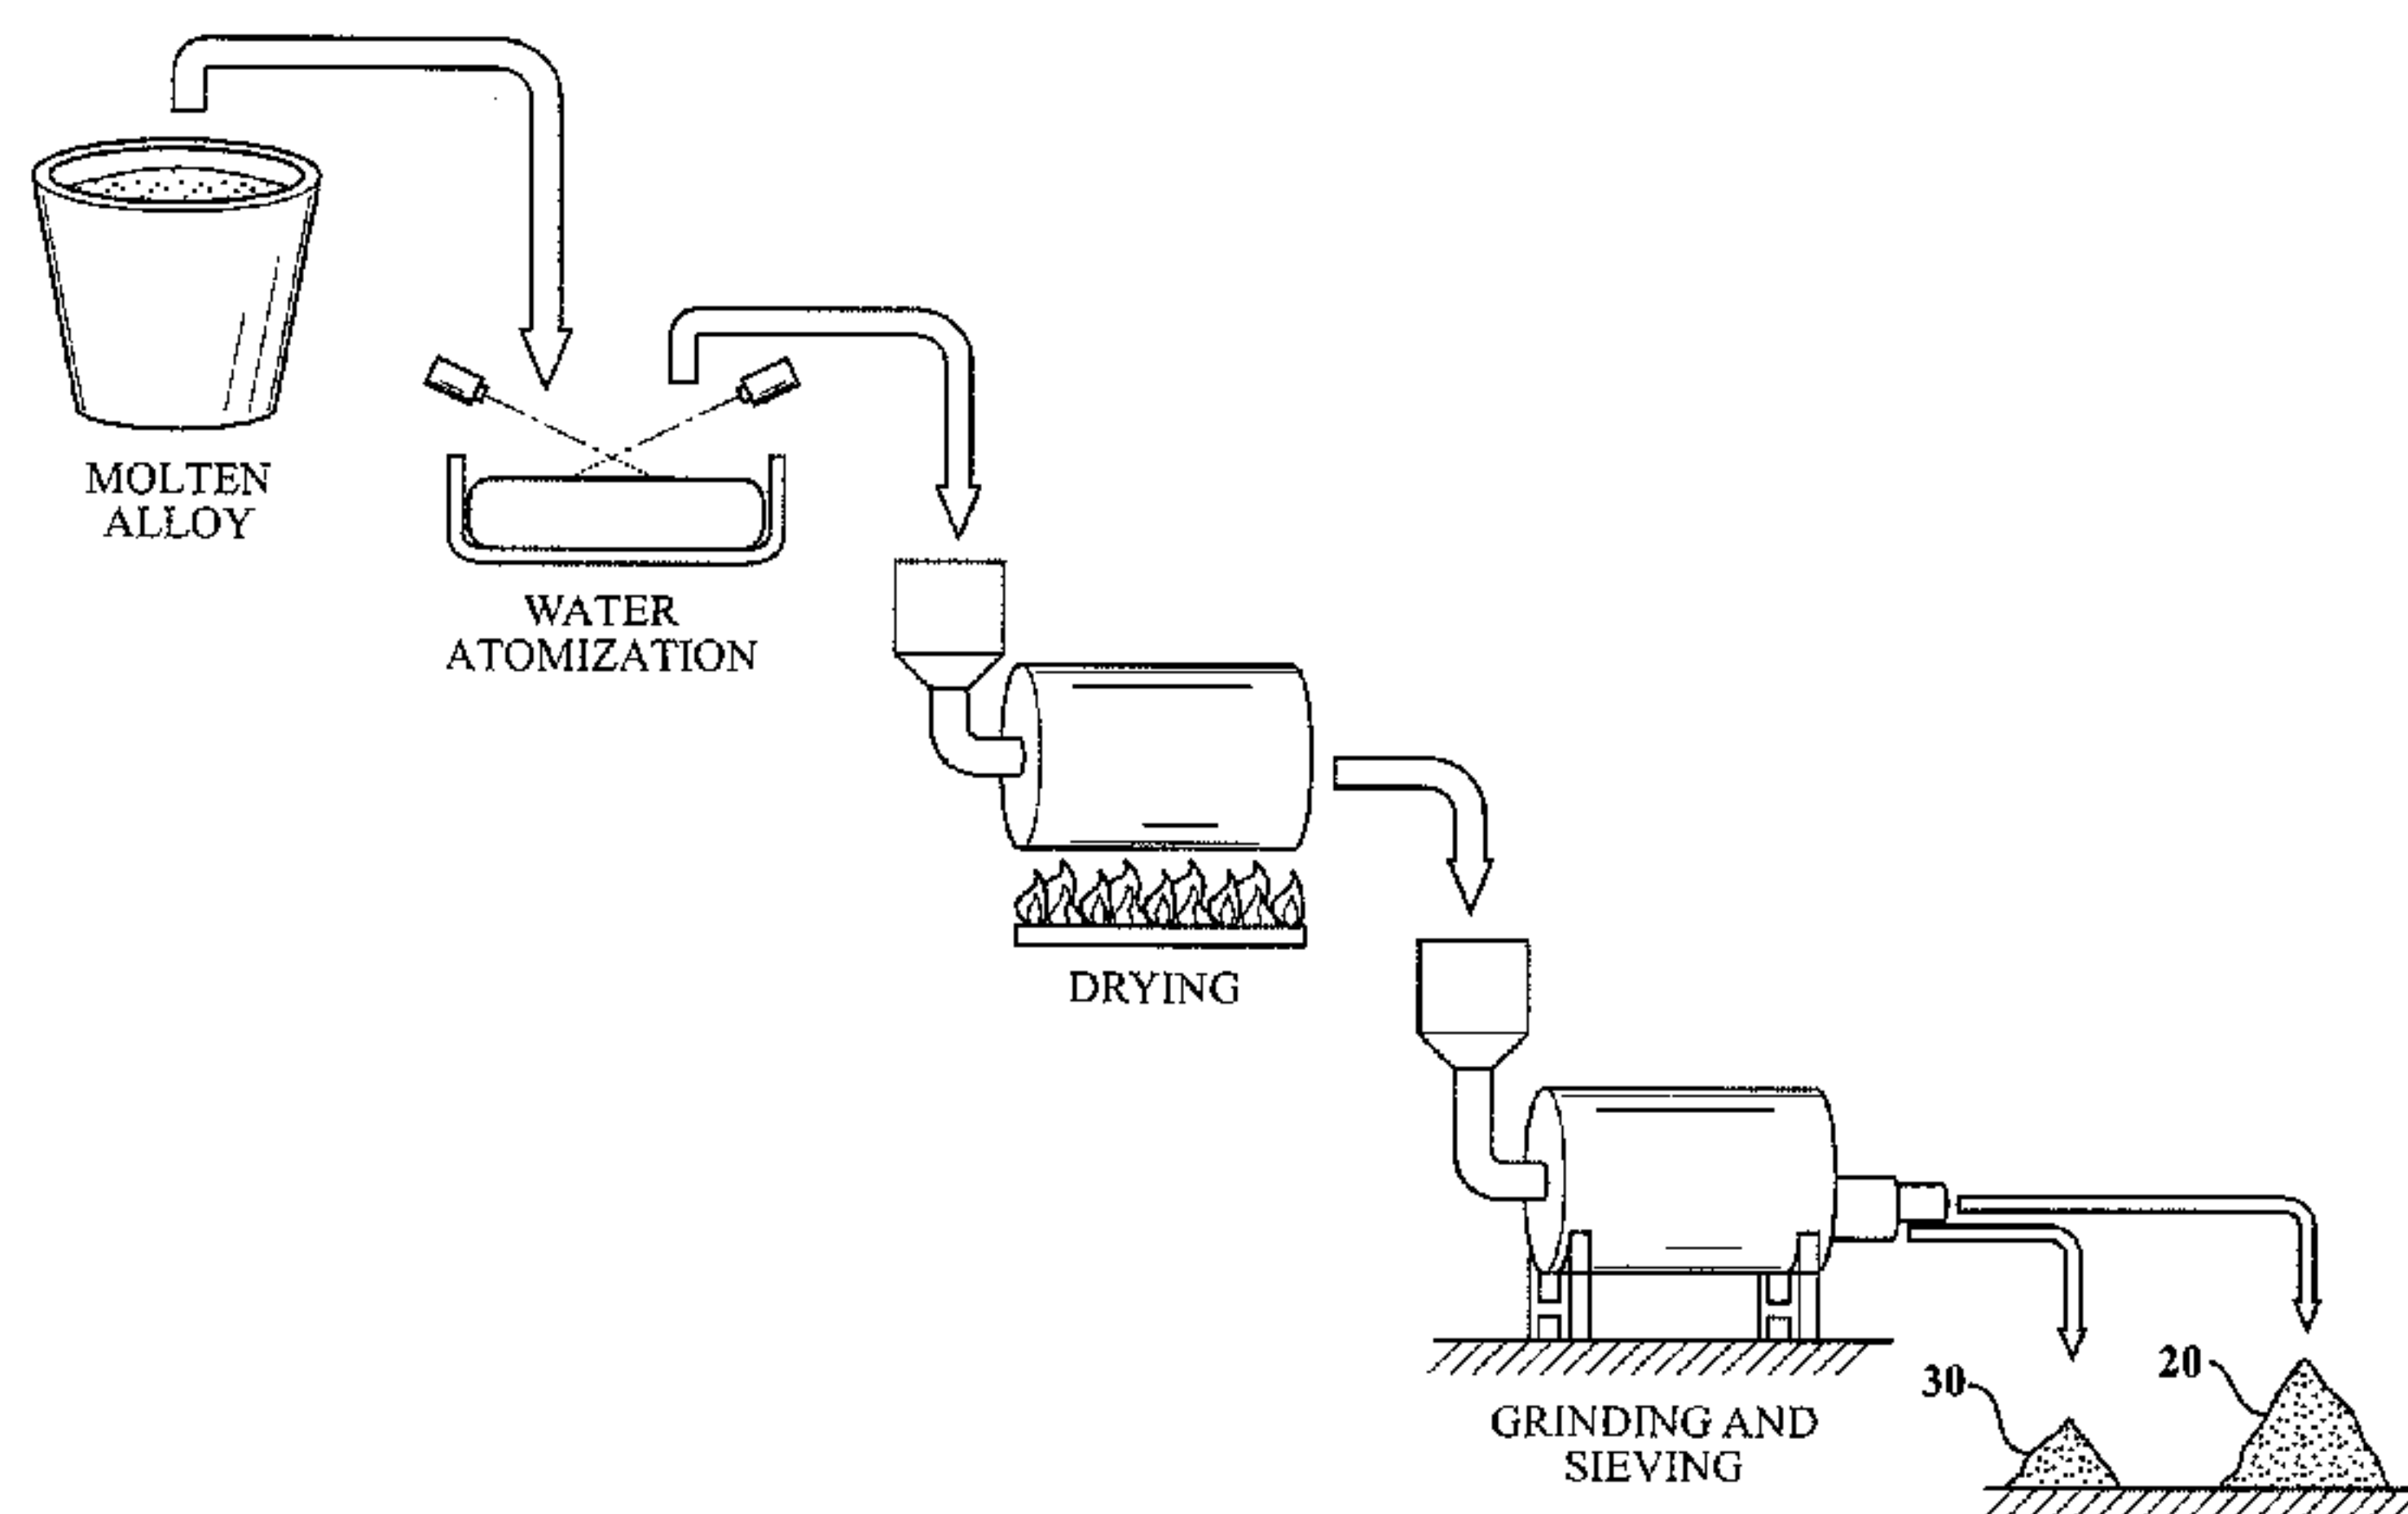 MOLTEN
ALLOY
WATER
ATOMIZATION
DRYING
GRINDING AND
SIEVING
30
20